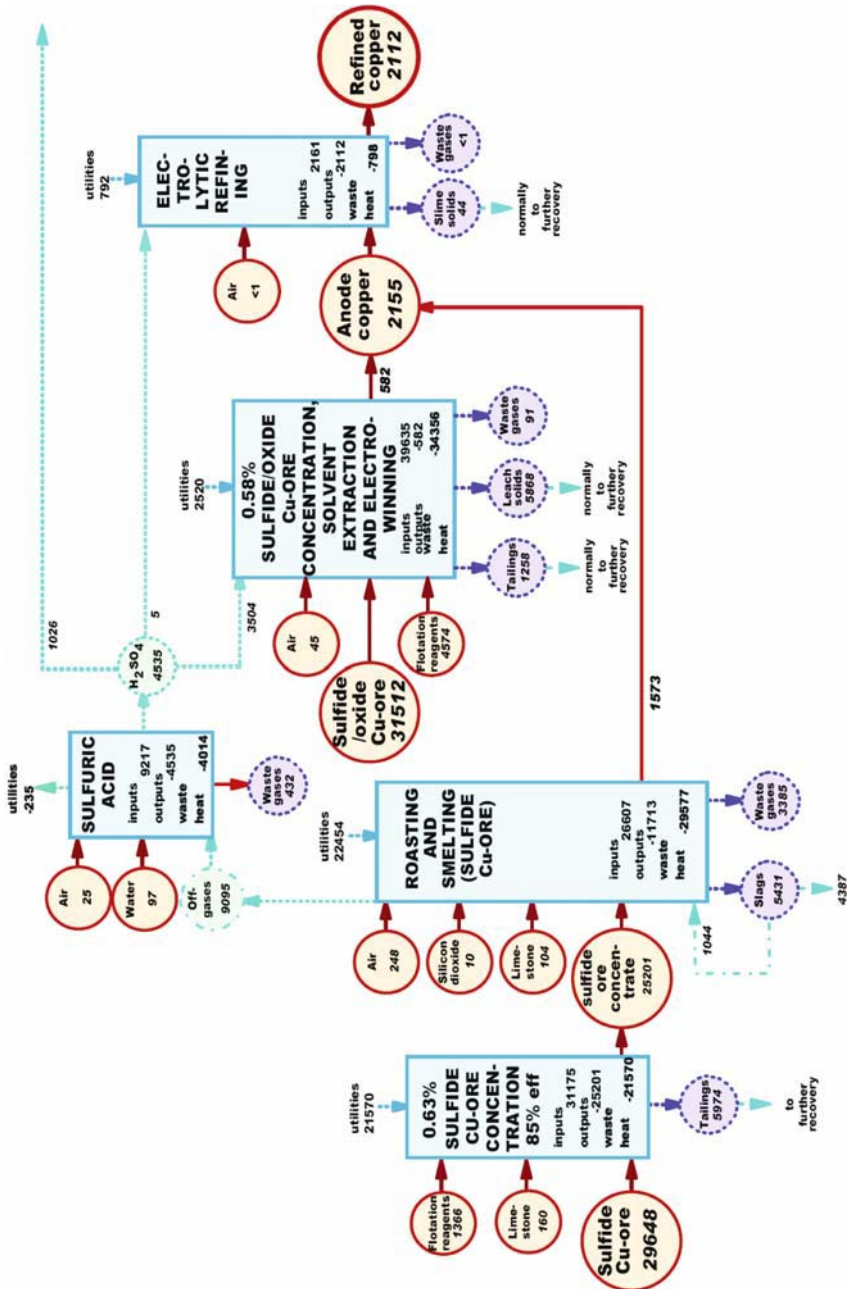 utilities
21570
0.63%
SULFIDE
CU-ORE
CONCEN-
TRATION
85% eff
inputs 31175
outputs -25201
waste
heat -21570
Flotation
reagents
1366
Lime-
stone
160
Sulfide
Cu-ore
29648
Tailings
5974
to
further
recovery
sulfide
ore
concen-
trate
25201
Air
248
Silicon
dioxide
10
Lime-
stone
104
utilities
22454
ROASTING
AND
SMELTING
(SULFIDE
Cu-ORE)
inputs 26607
outputs -11713
waste
heat -29577
Slags
5431
1044
4387
Waste
gases
3385
1573
Off-
gases
9095
Air
25
Water
97
utilities
-235
SULFURIC
ACID
inputs 9217
outputs -4535
waste
heat -4014
Waste
gases
432
H2SO4
4535
1026
5
3504
utilities
2520
0.58%
SULFIDE/OXIDE
Cu-ORE
CONCENTRATION,
SOLVENT
EXTRACTION
AND ELECTRO-
WINNING
inputs 39635
outputs -582
waste
heat -34356
Air
45
Sulfide
/oxide
Cu-ore
31512
Flotation
reagents
4574
Tailings
1258
normally
to
further
recovery
Leach
solids
5868
normally
to
further
recovery
Waste
gases
91
582
Anode
copper
2155
Air
<1
utilities
792
ELEC-
TRO-
LYTIC
REFIN-
ING
inputs 2161
outputs -2112
waste
heat -798
Slime
solids
44
normally
to
further
recovery
Waste
gases
<1
Refined
copper
2112